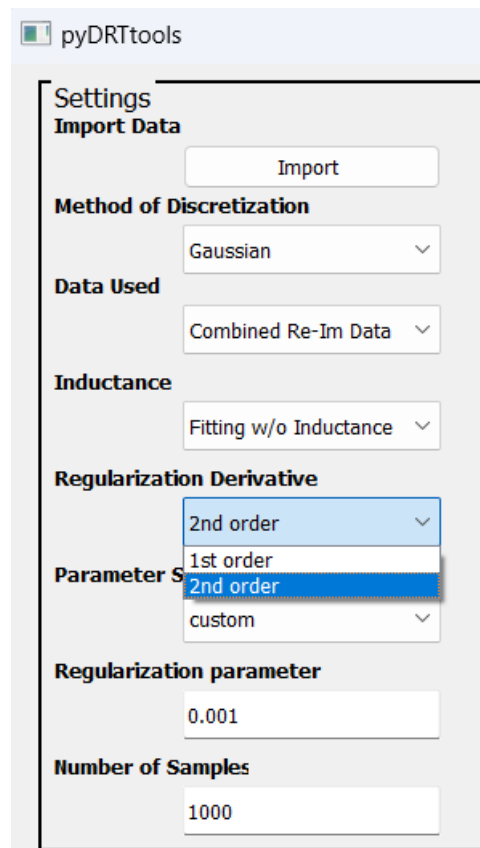 pyDRTtools
Settings
Import Data
Import
Method of Discretization
Gaussian
Data Used
Combined Re-Im Data
Inductance
Fitting w/o Inductance
Regularization Derivative
2nd order
1st order
2nd order
Parameter S
custom
Regularization parameter
0.001
Number of Samples
1000